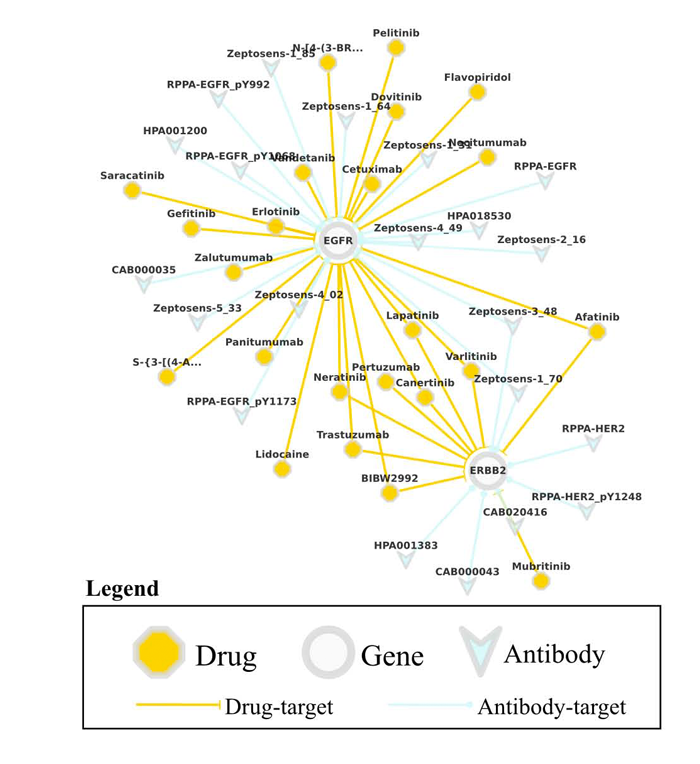 Pelitinib
N-[4-(3-BR...
Zeptosens-1_85
Flavopiridol
RPPA-EGFR_pY992
Dovitinib
Zeptosens-1_64
HPA001200
Necitumumab
RPPA-EGFR_pY1068
Vandetanib
Cetuximab
RPPA-EGFR
Saracatinib
Gefitinib
Erlotinib
HPA018530
Zeptosens-4_49
EGFR
Zeptosens-2_16
Zalutumumab
CAB000035
Zeptosens-4_02
Zeptosens-5_33
Lapatinib
Zeptosens-3_48
Afatinib
Panitumumab
Varlitinib
S-{3-[(4-A...
Pertuzumab
Neratinib
Canertinib
Zeptosens-1_70
RPPA-EGFR_pY1173
RPPA-HER2
Trastuzumab
Lidocaine
ERBB2
BIBW2992
RPPA-HER2_pY1248
CAB020416
HPA001383
CAB000043
Mubritinib
Legend
Drug
Gene
Antibody
Drug-target
Antibody-target